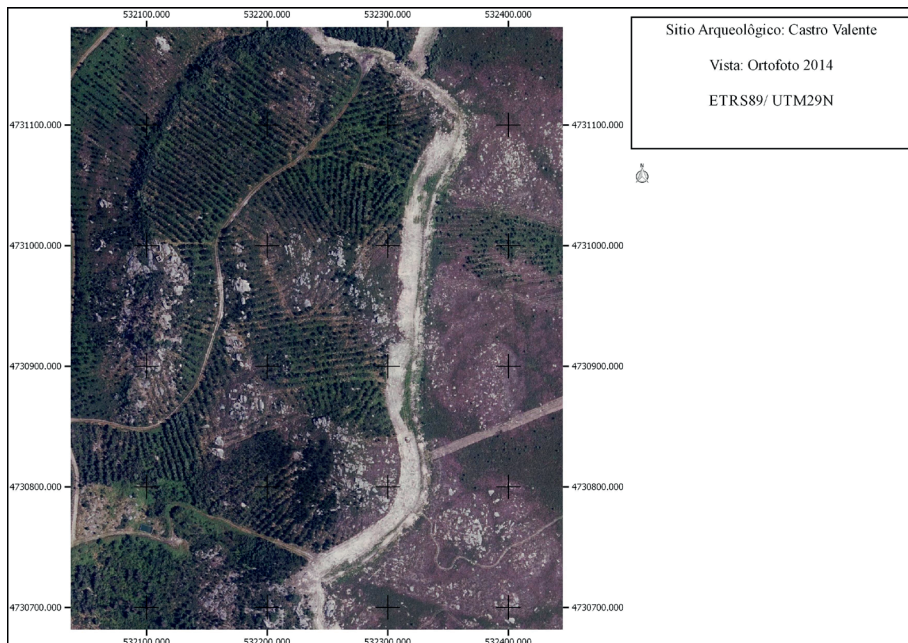 532100.000 532200.000 532300.000 532400.000
Sitio Arqueológico: Castro Valente
Vista: Ortofoto 2014
ETRS89/ UTM29N
4731100.000 4731100.000
N
4731000.000 4731000.000
4730900.000 4730900.000
4730800.000 4730800.000
4730700.000 4730700.000
532100.000 532200.000 532300.000 532400.000